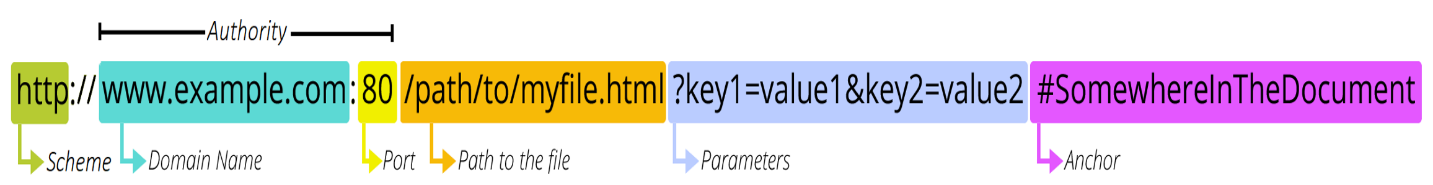 Authority
http://www.example.com:80/path/to/myfile.html?key1=value1&key2=value2#SomewhereInTheDocument
Scheme Domain Name Port Path to the file Parameters Anchor